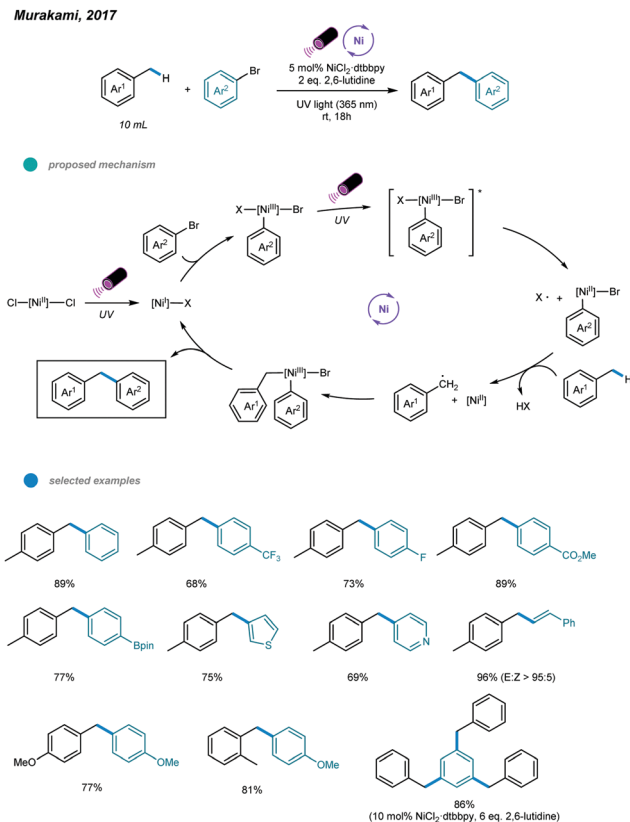 Murakami, 2017
Ar¹
H
10 mL
+
Ar²
Br
Ni
5 mol% NiCl₂·dtbbpy
2 eq. 2,6-lutidine
UV light (365 nm)
rt, 18h
Ar¹
Ar²
proposed mechanism
Cl—[Niᴵᴵ]—Cl
UV
[Niᴵ]—X
Br
Ar²
X—[Niᴵᴵᴵ]—Br
Ar²
UV
X—[Niᴵᴵᴵ]—Br
Ar²
*
X · +
[Niᴵᴵ]—Br
Ar²
Ni
H
Ar¹
HX
·
CH₂
Ar¹
+ [Niᴵᴵ]
[Niᴵᴵᴵ]—Br
Ar¹
Ar²
Ar¹
Ar²
selected examples
89%
CF₃
68%
F
73%
CO₂Me
89%
Bpin
77%
S
75%
N
69%
Ph
96% (E:Z > 95:5)
MeO
OMe
77%
OMe
81%
86%
(10 mol% NiCl₂·dtbbpy, 6 eq. 2,6-lutidine)